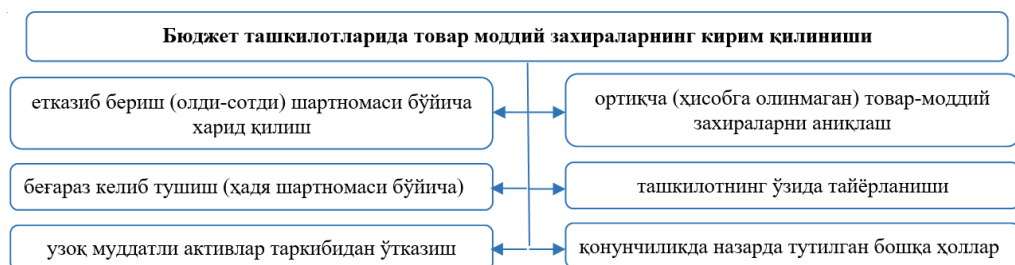 Бюджет ташкилотларида товар моддий захираларнинг кирим қилиниши
етказиб бериш (олди-сотди) шартномаси бўйича
харид қилиш
ортиқча (ҳисобга олинмаган) товар-моддий
захираларни аниқлаш
беғараз келиб тушиш (ҳадя шартномаси бўйича)
ташкилотнинг ўзида тайёрланиши
узоқ муддатли активлар таркибидан ўтказиш
қонунчиликда назарда тутилган бошқа ҳоллар